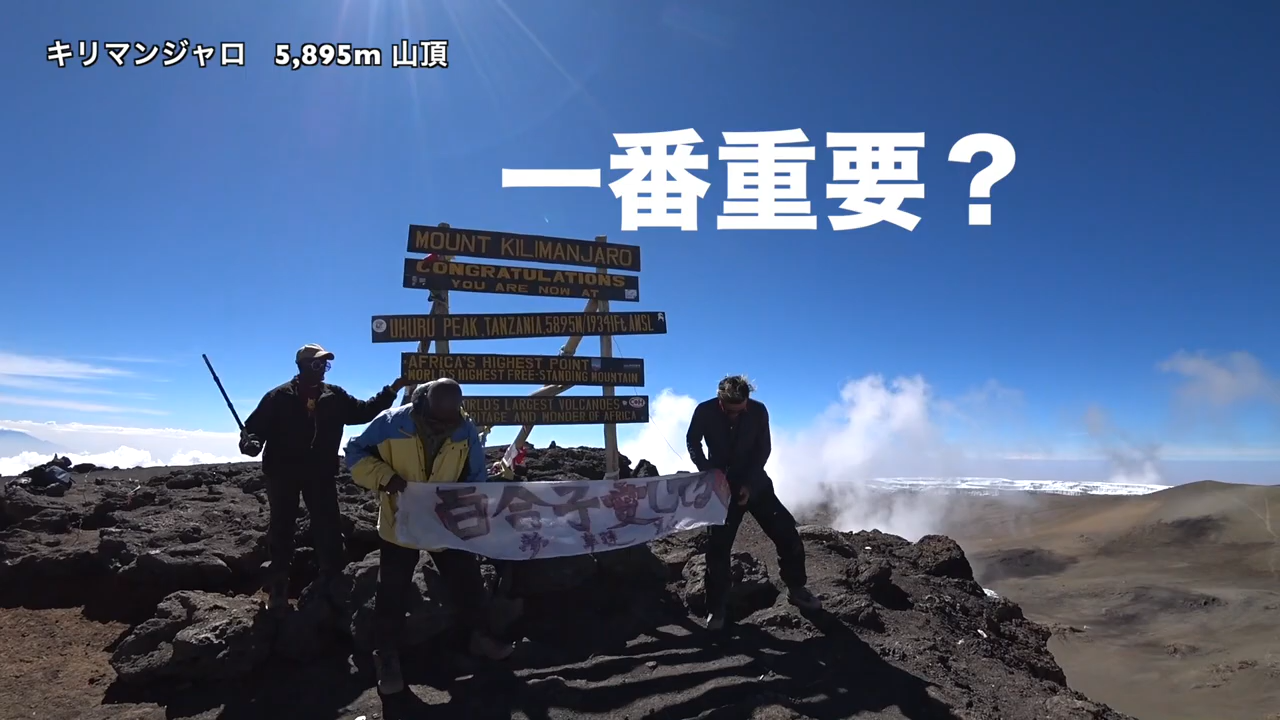 キリマンジャロ 5,895m 山頂
一番重要？
MOUNT KILIMANJARO
CONGRATULATIONS
YOU ARE NOW AT
UHURU PEAK, TANZANIA, 5895M/19341Ft. AMSL
AFRICA'S HIGHEST POINT
WORLD'S HIGHEST FREE-STANDING MOUNTAIN
WORLD'S LARGEST VOLCANOES
HERITAGE AND WONDER OF AFRICA
百合子愛してる